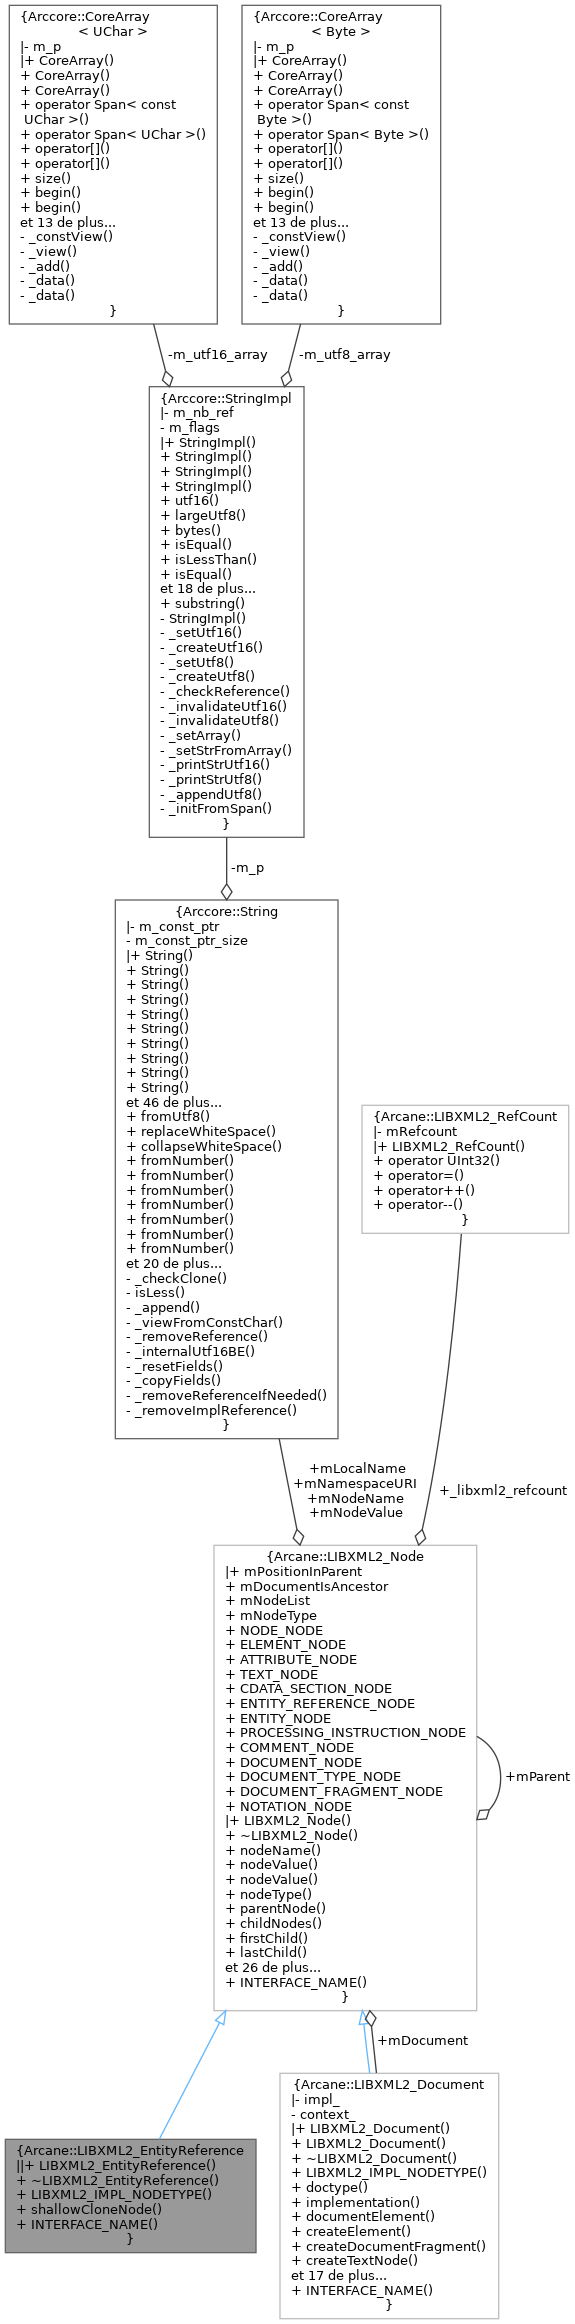 {Arccore::CoreArray
< UChar >
|- m_p
|+ CoreArray()
+ CoreArray()
+ CoreArray()
+ operator Span< const
UChar >()
+ operator Span< UChar >()
+ operator[]()
+ operator[]()
+ size()
+ begin()
+ begin()
et 13 de plus...
- _constView()
- _view()
- _add()
- _data()
- _data()
}
{Arccore::CoreArray
< Byte >
|- m_p
|+ CoreArray()
+ CoreArray()
+ CoreArray()
+ operator Span< const
Byte >()
+ operator Span< Byte >()
+ operator[]()
+ operator[]()
+ size()
+ begin()
+ begin()
et 13 de plus...
- _constView()
- _view()
- _add()
- _data()
- _data()
}
-m_utf16_array
-m_utf8_array
{Arccore::StringImpl
|- m_nb_ref
- m_flags
|+ StringImpl()
+ StringImpl()
+ StringImpl()
+ StringImpl()
+ utf16()
+ largeUtf8()
+ bytes()
+ isEqual()
+ isLessThan()
+ isEqual()
et 18 de plus...
+ substring()
- StringImpl()
- _setUtf16()
- _createUtf16()
- _setUtf8()
- _createUtf8()
- _checkReference()
- _invalidateUtf16()
- _invalidateUtf8()
- _setArray()
- _setStrFromArray()
- _printStrUtf16()
- _printStrUtf8()
- _appendUtf8()
- _initFromSpan()
}
-m_p
{Arccore::String
|- m_const_ptr
- m_const_ptr_size
|+ String()
+ String()
+ String()
+ String()
+ String()
+ String()
+ String()
+ String()
+ String()
+ String()
et 46 de plus...
+ fromUtf8()
+ replaceWhiteSpace()
+ collapseWhiteSpace()
+ fromNumber()
+ fromNumber()
+ fromNumber()
+ fromNumber()
+ fromNumber()
+ fromNumber()
+ fromNumber()
et 20 de plus...
- _checkClone()
- isLess()
- _append()
- _viewFromConstChar()
- _removeReference()
- _internalUtf16BE()
- _resetFields()
- _copyFields()
- _removeReferenceIfNeeded()
- _removeImplReference()
}
{Arcane::LIBXML2_RefCount
|- mRefcount
|+ LIBXML2_RefCount()
+ operator UInt32()
+ operator=()
+ operator++()
+ operator--()
}
+mLocalName
+mNamespaceURI
+mNodeName
+mNodeValue
+_libxml2_refcount
{Arcane::LIBXML2_Node
|+ mPositionInParent
+ mDocumentIsAncestor
+ mNodeList
+ mNodeType
+ NODE_NODE
+ ELEMENT_NODE
+ ATTRIBUTE_NODE
+ TEXT_NODE
+ CDATA_SECTION_NODE
+ ENTITY_REFERENCE_NODE
+ ENTITY_NODE
+ PROCESSING_INSTRUCTION_NODE
+ COMMENT_NODE
+ DOCUMENT_NODE
+ DOCUMENT_TYPE_NODE
+ DOCUMENT_FRAGMENT_NODE
+ NOTATION_NODE
|+ LIBXML2_Node()
+ ~LIBXML2_Node()
+ nodeName()
+ nodeValue()
+ nodeValue()
+ nodeType()
+ parentNode()
+ childNodes()
+ firstChild()
+ lastChild()
et 26 de plus...
+ INTERFACE_NAME()
}
+mParent
+mDocument
{Arcane::LIBXML2_EntityReference
||+ LIBXML2_EntityReference()
+ ~LIBXML2_EntityReference()
+ LIBXML2_IMPL_NODETYPE()
+ shallowCloneNode()
+ INTERFACE_NAME()
}
{Arcane::LIBXML2_Document
|- impl_
- context_
|+ LIBXML2_Document()
+ LIBXML2_Document()
+ ~LIBXML2_Document()
+ LIBXML2_IMPL_NODETYPE()
+ doctype()
+ implementation()
+ documentElement()
+ createElement()
+ createDocumentFragment()
+ createTextNode()
et 17 de plus...
+ INTERFACE_NAME()
}